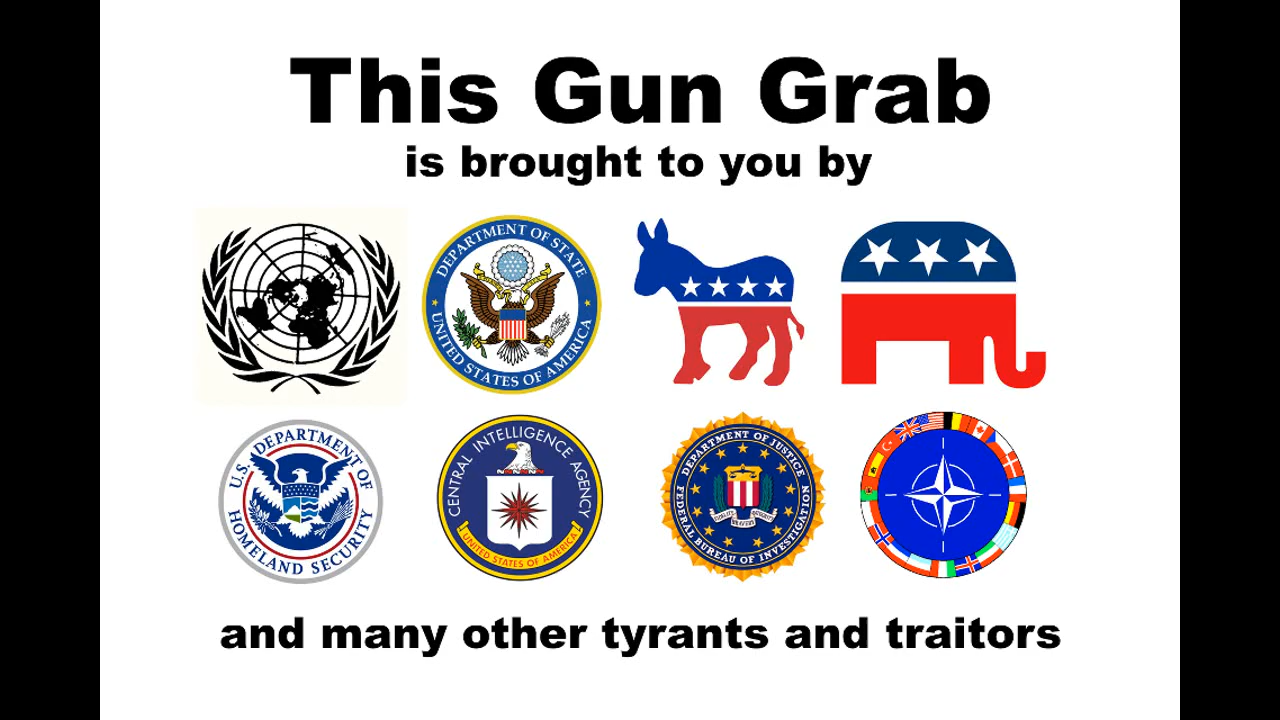 This Gun Grab
is brought to you by
DEPARTMENT OF STATE
UNITED STATES OF AMERICA
U.S. DEPARTMENT OF
HOMELAND SECURITY
CENTRAL INTELLIGENCE AGENCY
UNITED STATES OF AMERICA
DEPARTMENT OF JUSTICE
FEDERAL BUREAU OF INVESTIGATION
and many other tyrants and traitors